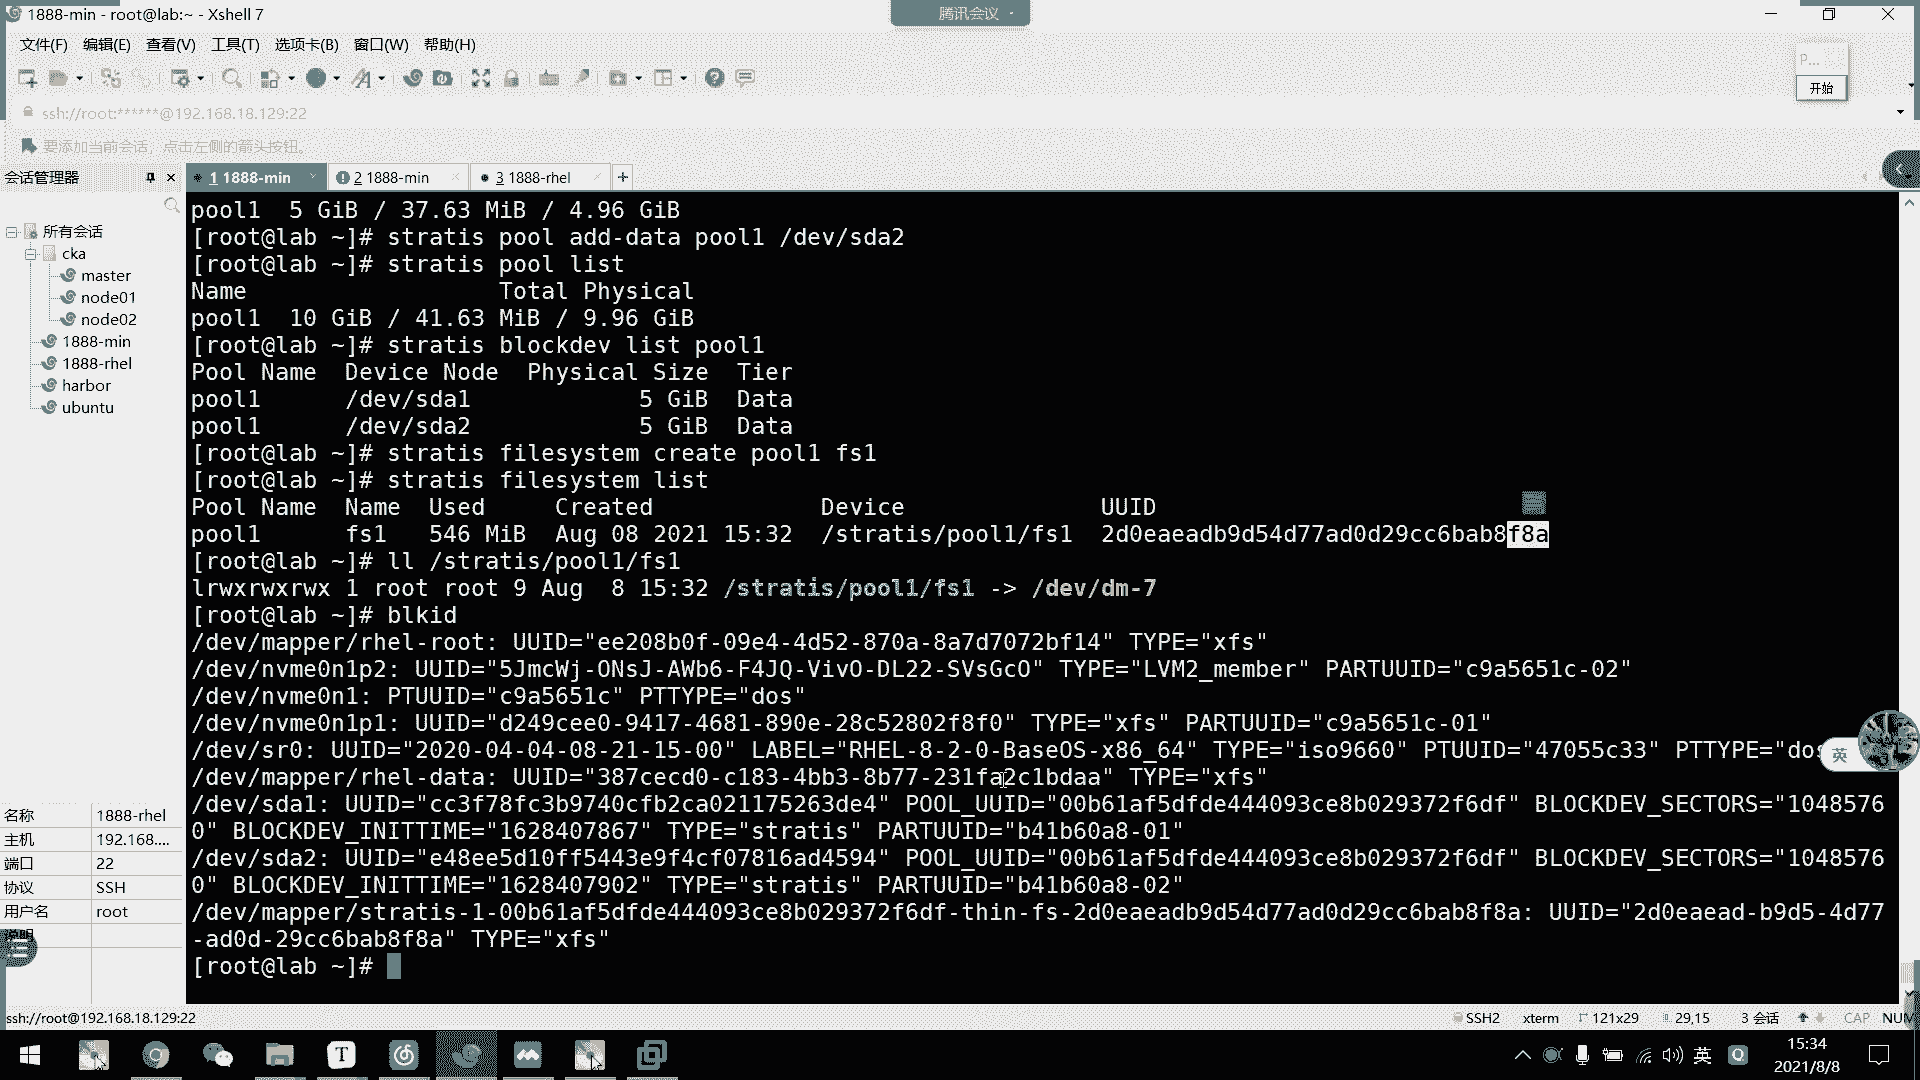 1888-min - root@lab:~ - Xshell 7
腾讯会议
文件(F) 编辑(E) 查看(V) 工具(T) 选项卡(B) 窗口(W) 帮助(H)
P...
开始
ssh://root:******@192.168.18.129:22
要添加当前会话，点击左侧的箭头按钮。
会话管理器
1 1888-min
2 1888-min
3 1888-rhel
所有会话
cka
master
node01
node02
1888-min
1888-rhel
harbor
ubuntu
名称 1888-rhel
主机 192.168....
端口 22
协议 SSH
用户名 root
说明
pool1  5 GiB / 37.63 MiB / 4.96 GiB
[root@lab ~]# stratis pool add-data pool1 /dev/sda2
[root@lab ~]# stratis pool list
Name                  Total Physical
pool1  10 GiB / 41.63 MiB / 9.96 GiB
[root@lab ~]# stratis blockdev list pool1
Pool Name  Device Node  Physical Size  Tier
pool1      /dev/sda1            5 GiB  Data
pool1      /dev/sda2            5 GiB  Data
[root@lab ~]# stratis filesystem create pool1 fs1
[root@lab ~]# stratis filesystem list
Pool Name  Name  Used     Created            Device              UUID
pool1      fs1   546 MiB  Aug 08 2021 15:32  /stratis/pool1/fs1  2d0eaeadb9d54d77ad0d29cc6bab8f8a
[root@lab ~]# ll /stratis/pool1/fs1
lrwxrwxrwx 1 root root 9 Aug  8 15:32 /stratis/pool1/fs1 -> /dev/dm-7
[root@lab ~]# blkid
/dev/mapper/rhel-root: UUID="ee208b0f-09e4-4d52-870a-8a7d7072bf14" TYPE="xfs"
/dev/nvme0n1p2: UUID="5JmcWj-ONsJ-AWb6-F4JQ-VivO-DL22-SVsGcO" TYPE="LVM2_member" PARTUUID="c9a5651c-02"
/dev/nvme0n1: PTUUID="c9a5651c" PTTYPE="dos"
/dev/nvme0n1p1: UUID="d249cee0-9417-4681-890e-28c52802f8f0" TYPE="xfs" PARTUUID="c9a5651c-01"
/dev/sr0: UUID="2020-04-04-08-21-15-00" LABEL="RHEL-8-2-0-BaseOS-x86_64" TYPE="iso9660" PTUUID="47055c33" PTTYPE="dos
/dev/mapper/rhel-data: UUID="387cecd0-c183-4bb3-8b77-231fa2c1bdaa" TYPE="xfs"
/dev/sda1: UUID="cc3f78fc3b9740cfb2ca021175263de4" POOL_UUID="00b61af5dfde444093ce8b029372f6df" BLOCKDEV_SECTORS="1048576
0" BLOCKDEV_INITTIME="1628407867" TYPE="stratis" PARTUUID="b41b60a8-01"
/dev/sda2: UUID="e48ee5d10ff5443e9f4cf07816ad4594" POOL_UUID="00b61af5dfde444093ce8b029372f6df" BLOCKDEV_SECTORS="1048576
0" BLOCKDEV_INITTIME="1628407902" TYPE="stratis" PARTUUID="b41b60a8-02"
/dev/mapper/stratis-1-00b61af5dfde444093ce8b029372f6df-thin-fs-2d0eaeadb9d54d77ad0d29cc6bab8f8a: UUID="2d0eaead-b9d5-4d77
-ad0d-29cc6bab8f8a" TYPE="xfs"
[root@lab ~]#
英
ssh://root@192.168.18.129:22
SSH2 xterm 121x29 29,15 3 会话 CAP NUM
英
15:34
2021/8/8